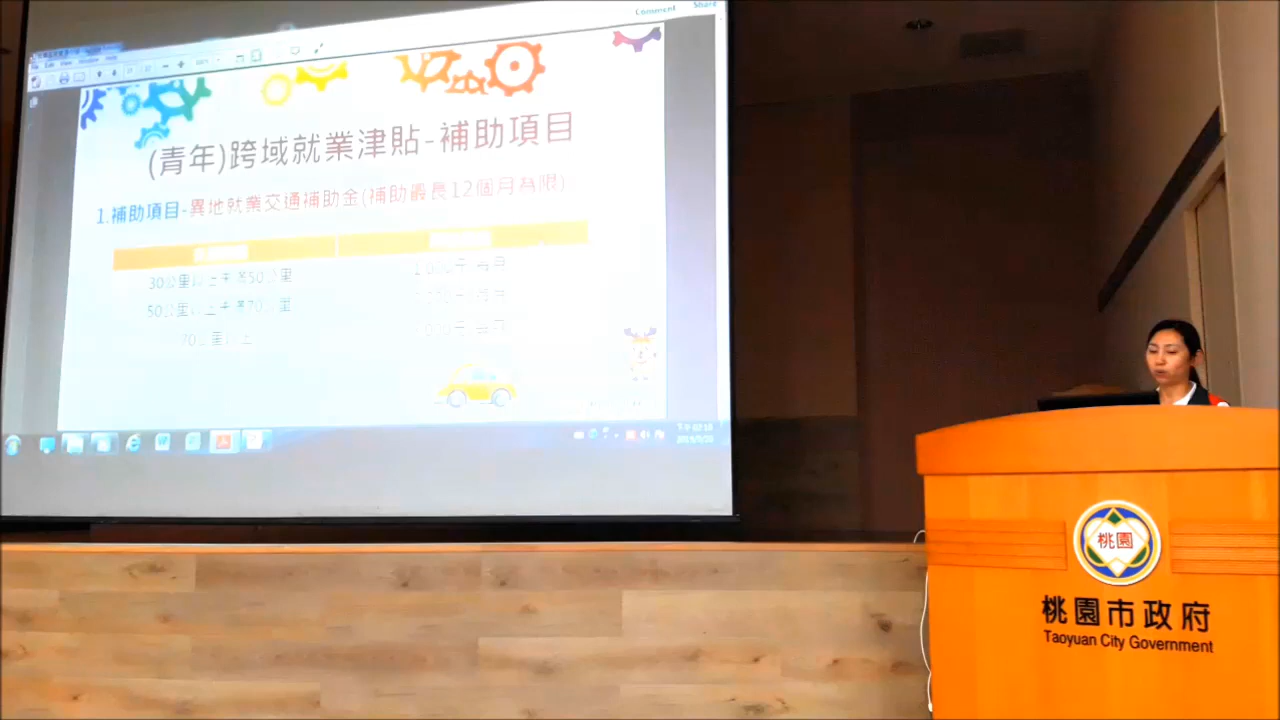 Comment Share
(青年)跨域就業津貼-補助項目
1.補助項目-異地就業交通補助金(補助最長12個月為限)
30公里以上未滿50公里
50公里以上未滿70公里
70公里以上
桃園
桃園市政府
Taoyuan City Government